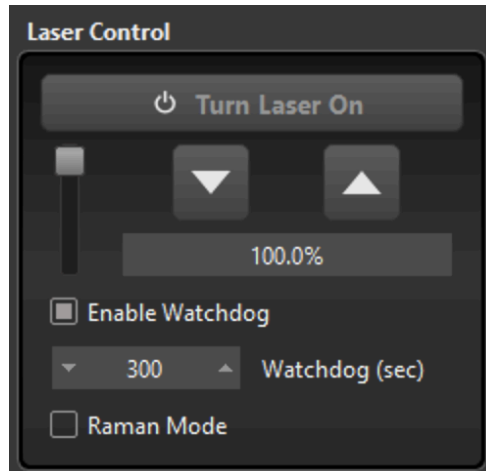 Laser Control
Turn Laser On
100.0%
Enable Watchdog
300 Watchdog (sec)
Raman Mode